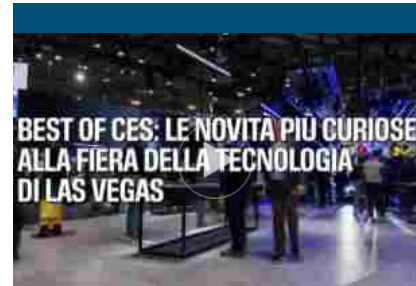 BEST OF CES: LE NOVITÀ PIÙ CURIOSE
ALLA FIERA DELLA TECNOLOGIA
DI LAS VEGAS